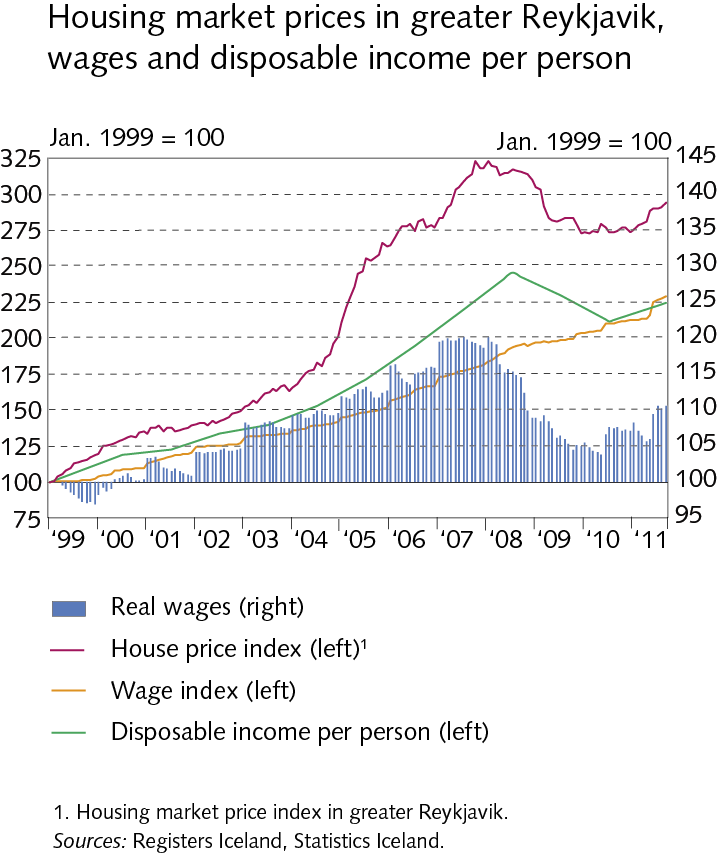 Housing market prices in greater Reykjavik,
wages and disposable income per person
Jan. 1999 = 100
Jan. 1999 = 100
325
300
275
250
225
200
175
150
125
100
75
145
140
135
130
125
120
115
110
105
100
95
‘99 ‘00 ‘01 ‘02 ‘03 ‘04 ‘05 ‘06 ‘07 ‘08 ‘09 ‘10 ‘11
Real wages (right)
House price index (left)¹
Wage index (left)
Disposable income per person (left)
1. Housing market price index in greater Reykjavik.
Sources: Registers Iceland, Statistics Iceland.